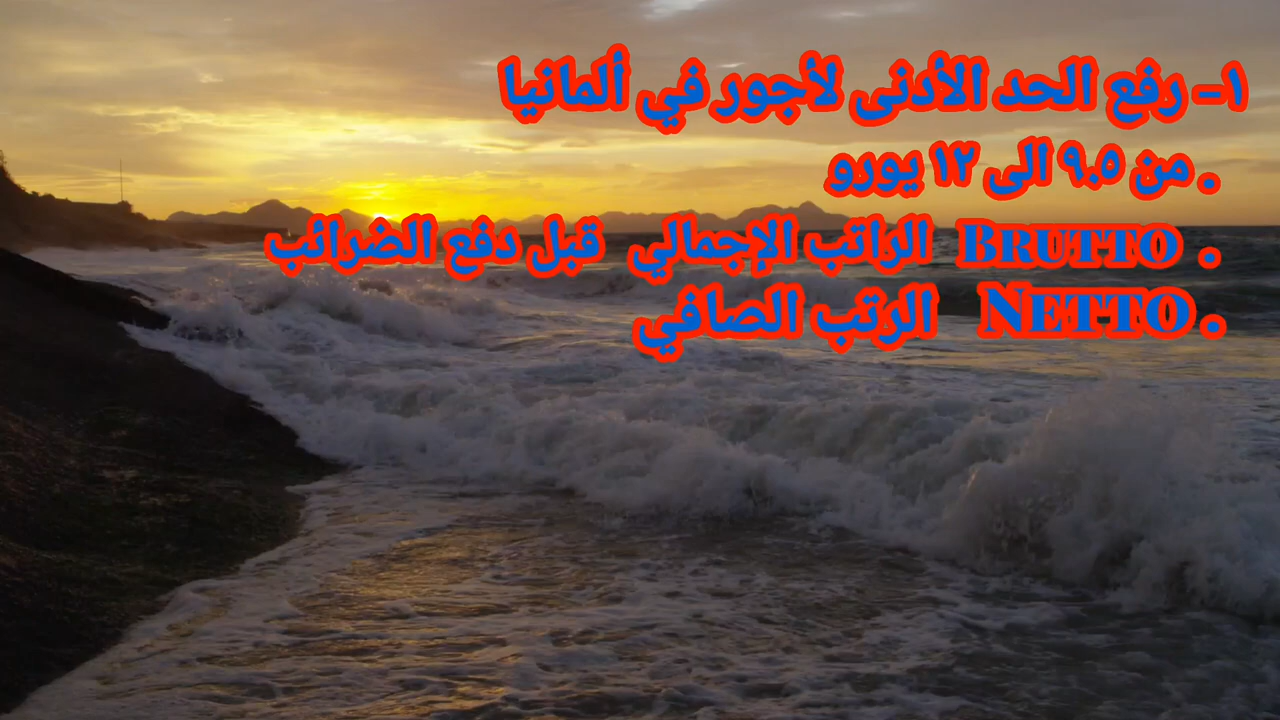 ١- رفع الحد الأدنى لأجور في ألمانيا
. من ٩.٥ الى ١٢ يورو
. BRUTTO الراتب الإجمالي قبل دفع الضرائب
. NETTO الرتب الصافي